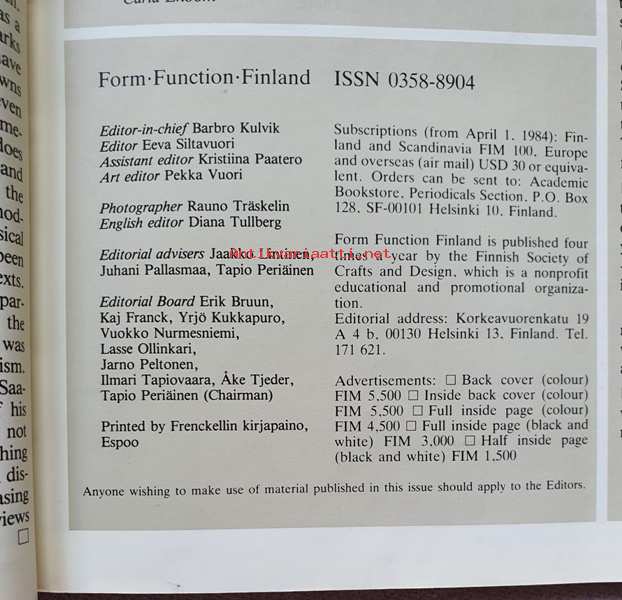 Form·Function·Finland
Editor-in-chief Barbro Kulvik
Editor Eeva Siltavuori
Assistant editor Kristiina Paatero
Art editor Pekka Vuori
Photographer Rauno Träskelin
English editor Diana Tullberg
Editorial advisers Jaakko Lintinen,
Juhani Pallasmaa, Tapio Periäinen
Editorial Board Erik Bruun,
Kaj Franck, Yrjö Kukkapuro,
Vuokko Nurmesniemi,
Lasse Ollinkari,
Jarno Peltonen,
Ilmari Tapiovaara, Åke Tjeder,
Tapio Periäinen (Chairman)
Printed by Frenckellin kirjapaino,
Espoo
ISSN 0358-8904
Subscriptions (from April 1. 1984): Fin-
land and Scandinavia FIM 100. Europe
and overseas (air mail) USD 30 or equiva-
lent. Orders can be sent to: Academic
Bookstore. Periodicals Section. P.O. Box
128. SF-00101 Helsinki 10. Finland.
Form Function Finland is published four
times a year by the Finnish Society of
Crafts and Design. which is a nonprofit
educational and promotional organiza-
tion.
Editorial address: Korkeavuorenkatu 19
A 4 b. 00130 Helsinki 13. Finland. Tel.
171 621.
Advertisements: □ Back cover (colour)
FIM 5.500 □ Inside back cover (colour)
FIM 5.500 □ Full inside page (colour)
FIM 4.500 □ Full inside page (black and
white) FIM 3.000 □ Half inside page
(black and white) FIM 1.500
Anyone wishing to make use of material published in this issue should apply to the Editors.
the
was
not